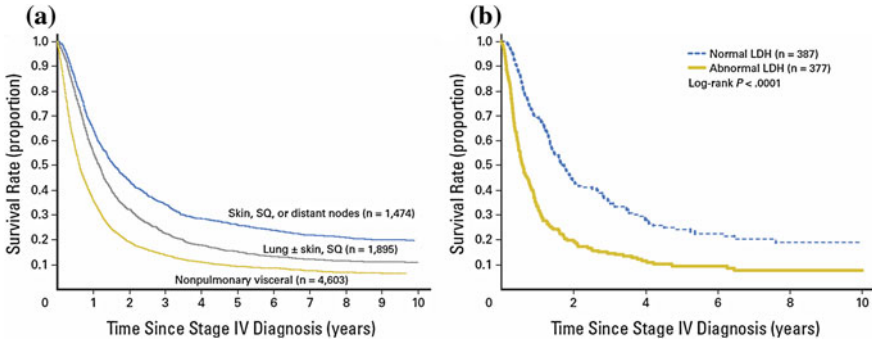 (a)
Survival Rate (proportion)
1.0
0.9
0.8
0.7
0.6
0.5
0.4
0.3
0.2
0.1
Skin, SQ, or distant nodes (n = 1,474)
Lung ± skin, SQ (n = 1,895)
Nonpulmonary visceral (n = 4,603)
0 1 2 3 4 5 6 7 8 9 10
Time Since Stage IV Diagnosis (years)
(b)
Survival Rate (proportion)
1.0
0.9
0.8
0.7
0.6
0.5
0.4
0.3
0.2
0.1
Normal LDH (n = 387)
Abnormal LDH (n = 377)
Log-rank P < .0001
0 2 4 6 8 10
Time Since Stage IV Diagnosis (years)